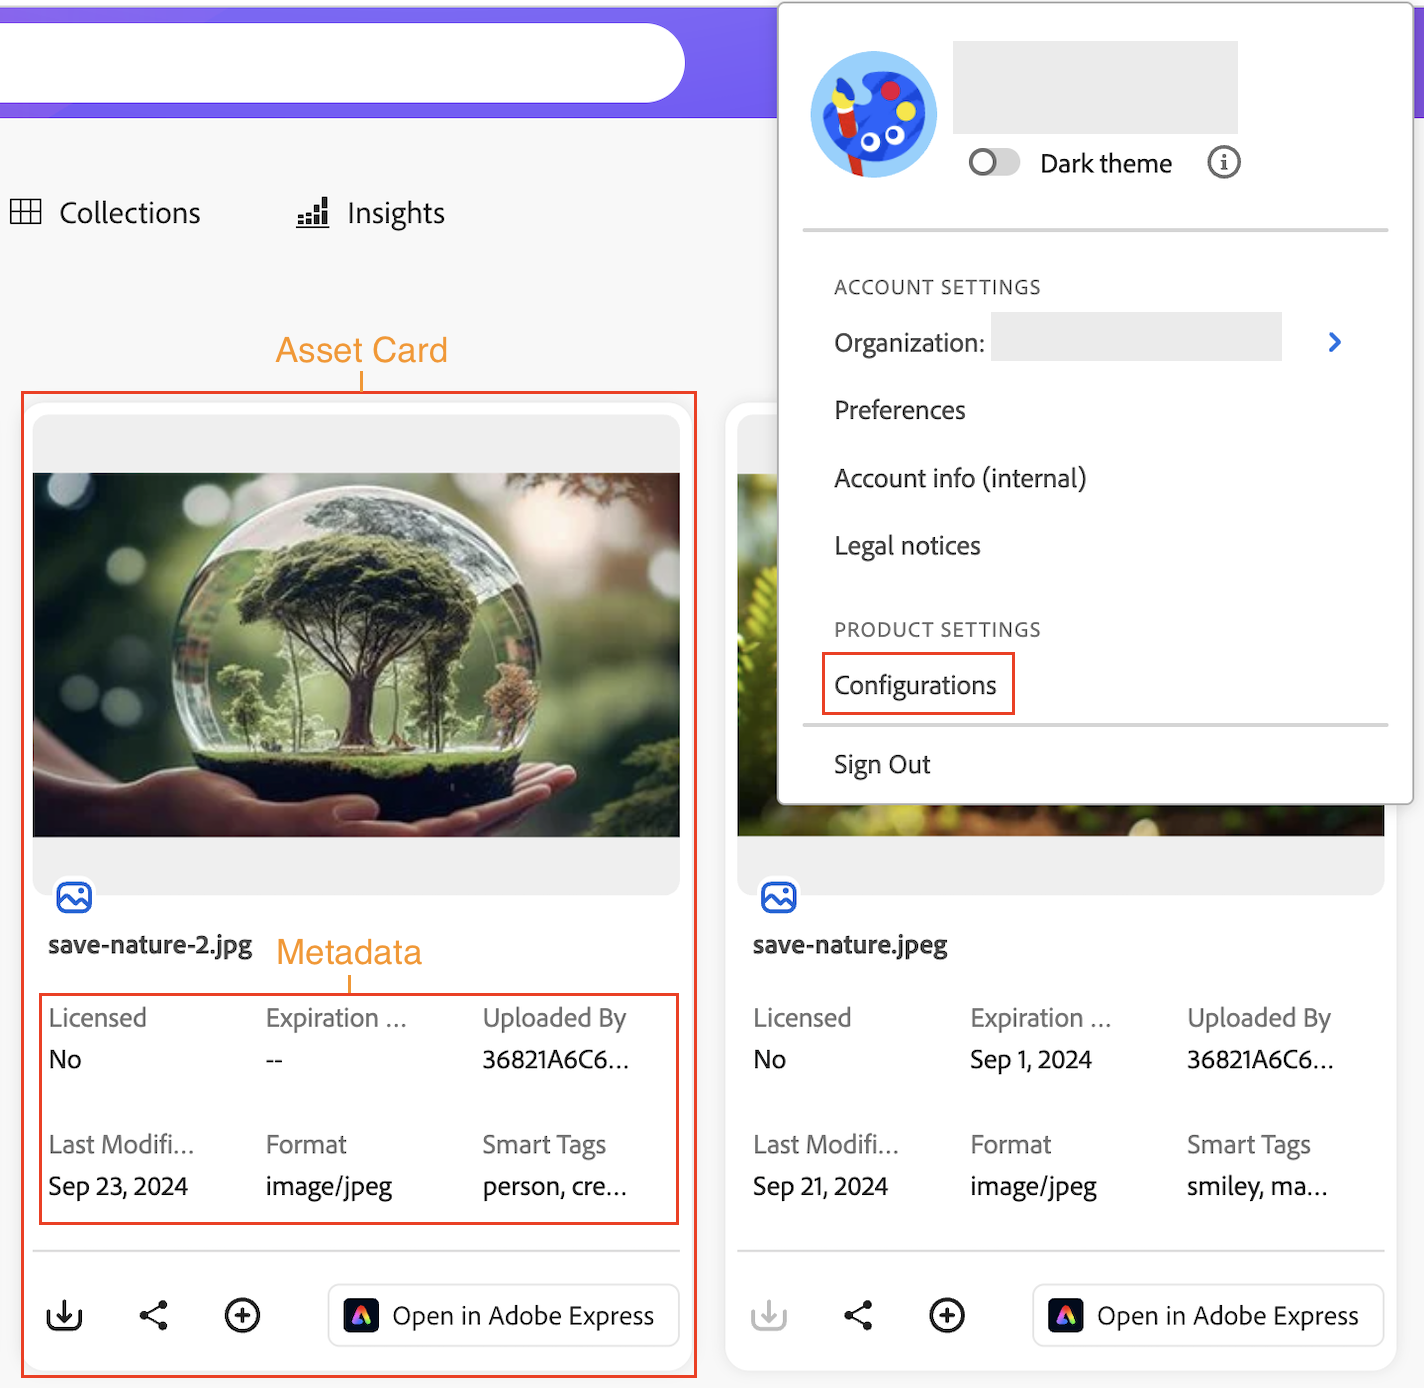 Dark theme
Collections
Insights
ACCOUNT SETTINGS
Organization:
Preferences
Account info (internal)
Legal notices
PRODUCT SETTINGS
Configurations
Sign Out
Asset Card
save-nature-2.jpg
Metadata
Licensed Expiration ... Uploaded By
No -- 36821A6C6...
Last Modifi... Format Smart Tags
Sep 23, 2024 image/jpeg person, cre...
Open in Adobe Express
save-nature.jpeg
Licensed Expiration ... Uploaded By
No Sep 1, 2024 36821A6C6...
Last Modifi... Format Smart Tags
Sep 21, 2024 image/jpeg smiley, ma...
Open in Adobe Express